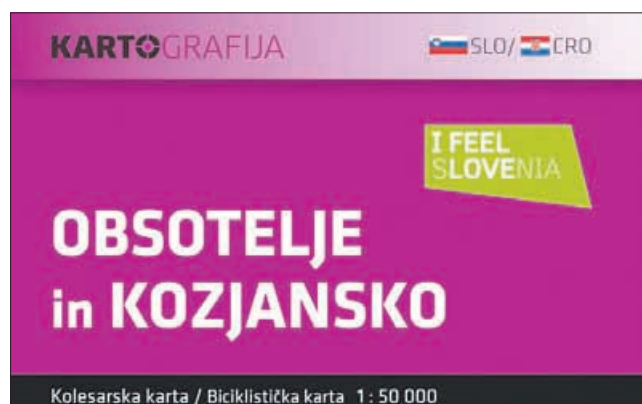 KARTOGRAFIJA
SLO/ CRO
I FEEL
SLOVENIA
OBSOTELJE
in KOZJANSKO
Kolesarska karta / Biciklistička karta 1 : 50 000